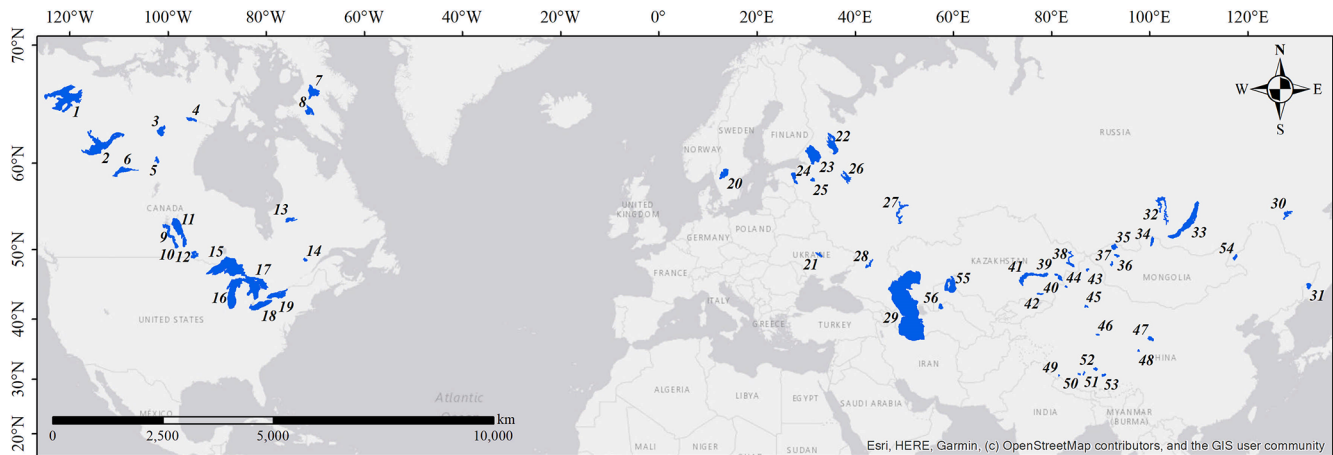 120°W 100°W 80°W 60°W 40°W 20°W 0° 20°E 40°E 60°E 80°E 100°E 120°E
70°N
N
W E
S
1
7
8
3 4
2
6
5
RUSSIA
SWEDEN
FINLAND
NORWAY
22
23
24
25
26
20
60°N
CANADA
11
13
9
10
12
27
32
33
30
UNITED
KINGDOM
POLAND
GERMANY
UKRAINE
21
28
KAZAKHSTAN
38
37
35
34
36
54
50°N
14
15
17
16
18
19
FRANCE
41
39
40
44
43
42
45
MONGOLIA
31
55
56
29
UNITED STATES
ITALY
GREECE
TURKEY
40°N
46
47
48
CHINA
IRAN
49
50
52
51
53
30°N
ALGERIA
LIBYA
EGYPT
SAUDI ARABIA
INDIA
MYANMAR
(BURMA)
MÉXICO
Atlantic
Ocean
20°N
MALI
NIGER
SUDAN
km
0 2,500 5,000 10,000
Esri, HERE, Garmin, (c) OpenStreetMap contributors, and the GIS user community